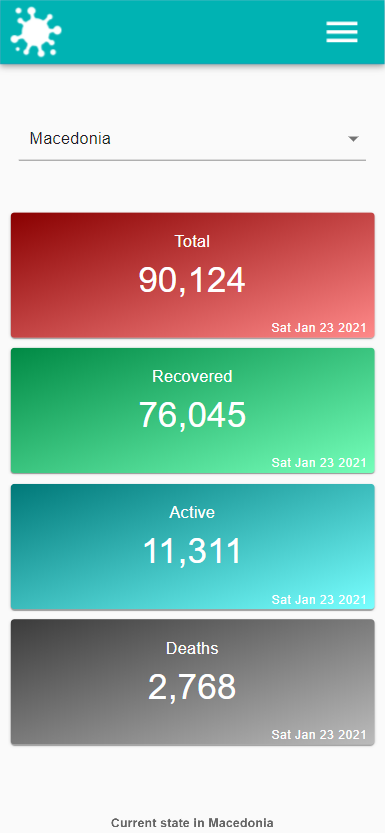 Macedonia
Total
90,124
Sat Jan 23 2021
Recovered
76,045
Sat Jan 23 2021
Active
11,311
Sat Jan 23 2021
Deaths
2,768
Sat Jan 23 2021
Current state in Macedonia